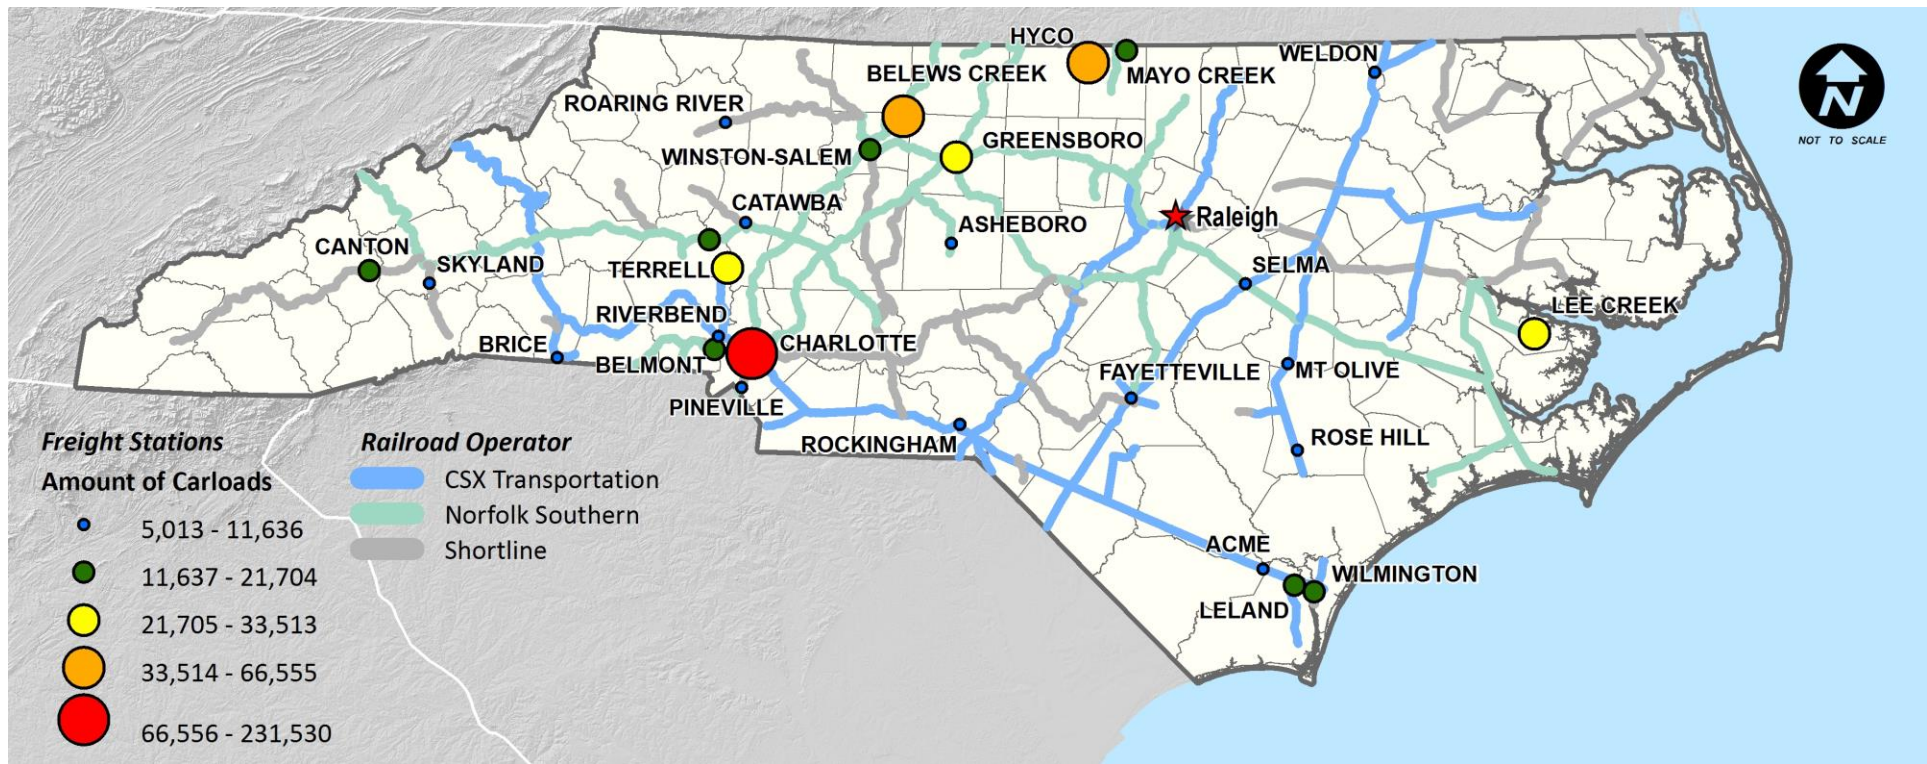 HYCO
WELDON
BELEWS CREEK
MAYO CREEK
ROARING RIVER
GREENSBORO
WINSTON-SALEM
CATAWBA
ASHEBORO
Raleigh
CANTON
SKYLAND
TERRELL
SELMA
LEE CREEK
RIVERBEND
BRICE
CHARLOTTE
BELMONT
FAYETTEVILLE
MT OLIVE
PINEVILLE
ROCKINGHAM
ROSE HILL
ACME
WILMINGTON
LELAND
N
NOT TO SCALE
Freight Stations
Amount of Carloads
5,013 - 11,636
11,637 - 21,704
21,705 - 33,513
33,514 - 66,555
66,556 - 231,530
Railroad Operator
CSX Transportation
Norfolk Southern
Shortline